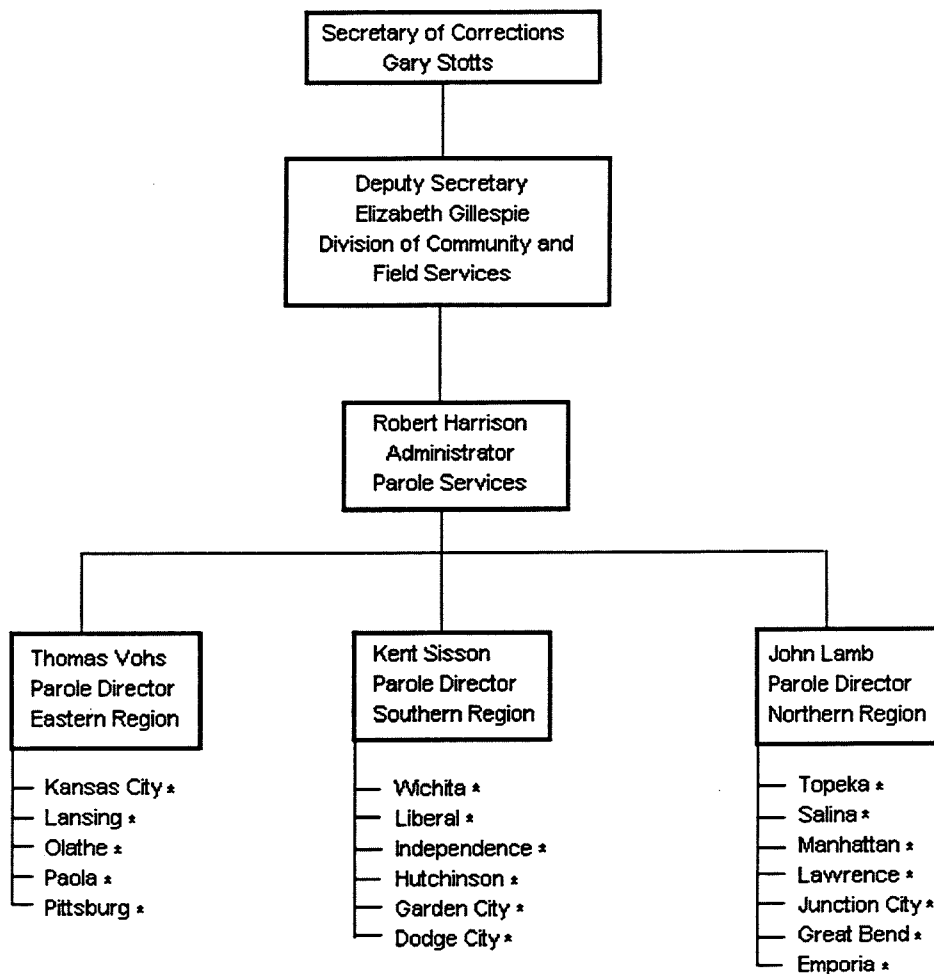 Secretary of Corrections
Gary Stotts
Deputy Secretary
Elizabeth Gillespie
Division of Community and
Field Services
Robert Harrison
Administrator
Parole Services
Thomas Vohs
Parole Director
Eastern Region
Kansas City *
Lansing *
Olathe *
Paola *
Pittsburg *
Kent Sisson
Parole Director
Southern Region
Wichita *
Liberal *
Independence *
Hutchinson *
Garden City *
Dodge City *
John Lamb
Parole Director
Northern Region
Topeka *
Salina *
Manhattan *
Lawrence *
Junction City *
Great Bend *
Emporia *